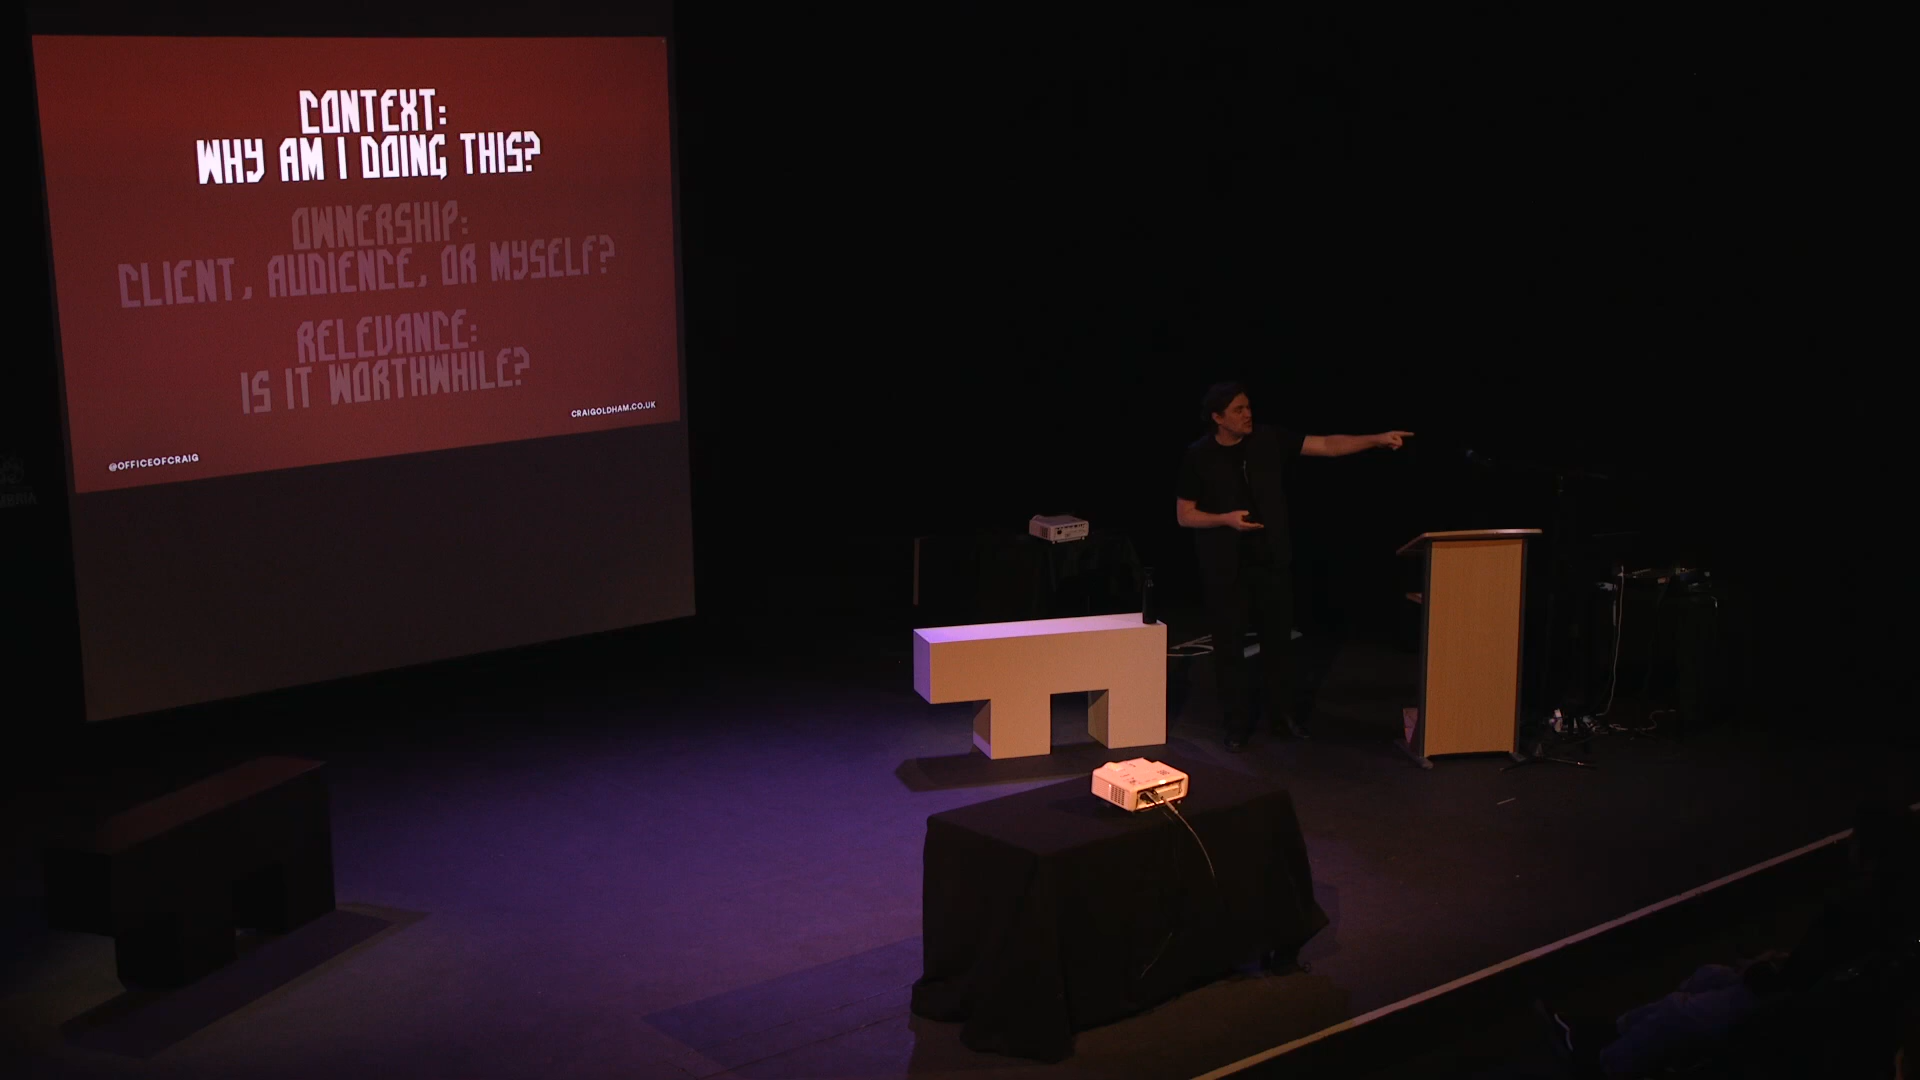 CONTEXT:
WHY AM I DOING THIS?
OWNERSHIP:
CLIENT, AUDIENCE, OR MYSELF?
RELEVANCE:
IS IT WORTHWHILE?
CRAIGOLDHAM.CO.UK
@OFFICEOFCRAIG